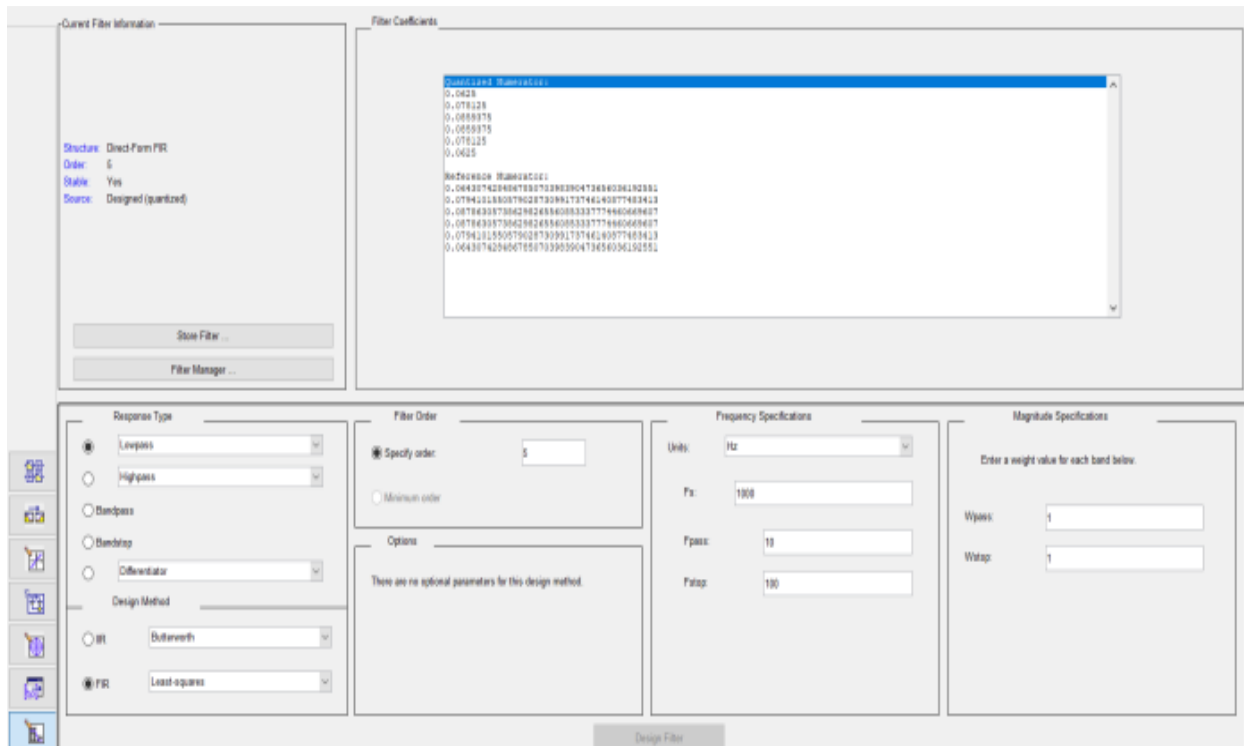 Current Filter Information
Structure: Direct-Form FIR
Order: 5
Stable: Yes
Source: Designed (quantized)
Store Filter ...
Filter Manager ...
Filter Coefficients
Quantized Numerator:
0.0625
0.078125
0.0859375
0.0859375
0.078125
0.0625
Reference Numerator:
Response Type
Lowpass
Highpass
Bandpass
Bandstop
Differentiator
Design Method
IIR Butterworth
FIR Least-squares
Filter Order
Specify order: 5
Minimum order
Options
There are no optional parameters for this design method.
Frequency Specifications
Units: Hz
Fs: 1000
Fpass: 10
Fstop: 100
Magnitude Specifications
Enter a weight value for each band below.
Wpass: 1
Wstop: 1
Design Filter